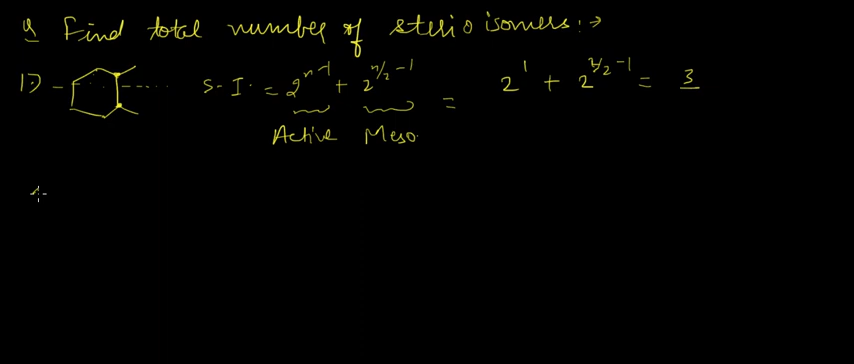 Q Find total number of sterio isomers :→
1) S.I. = 2^{n-1} + 2^{n/2 -1} = 2^1 + 2^{2/2 -1} = 3
Active Meso.